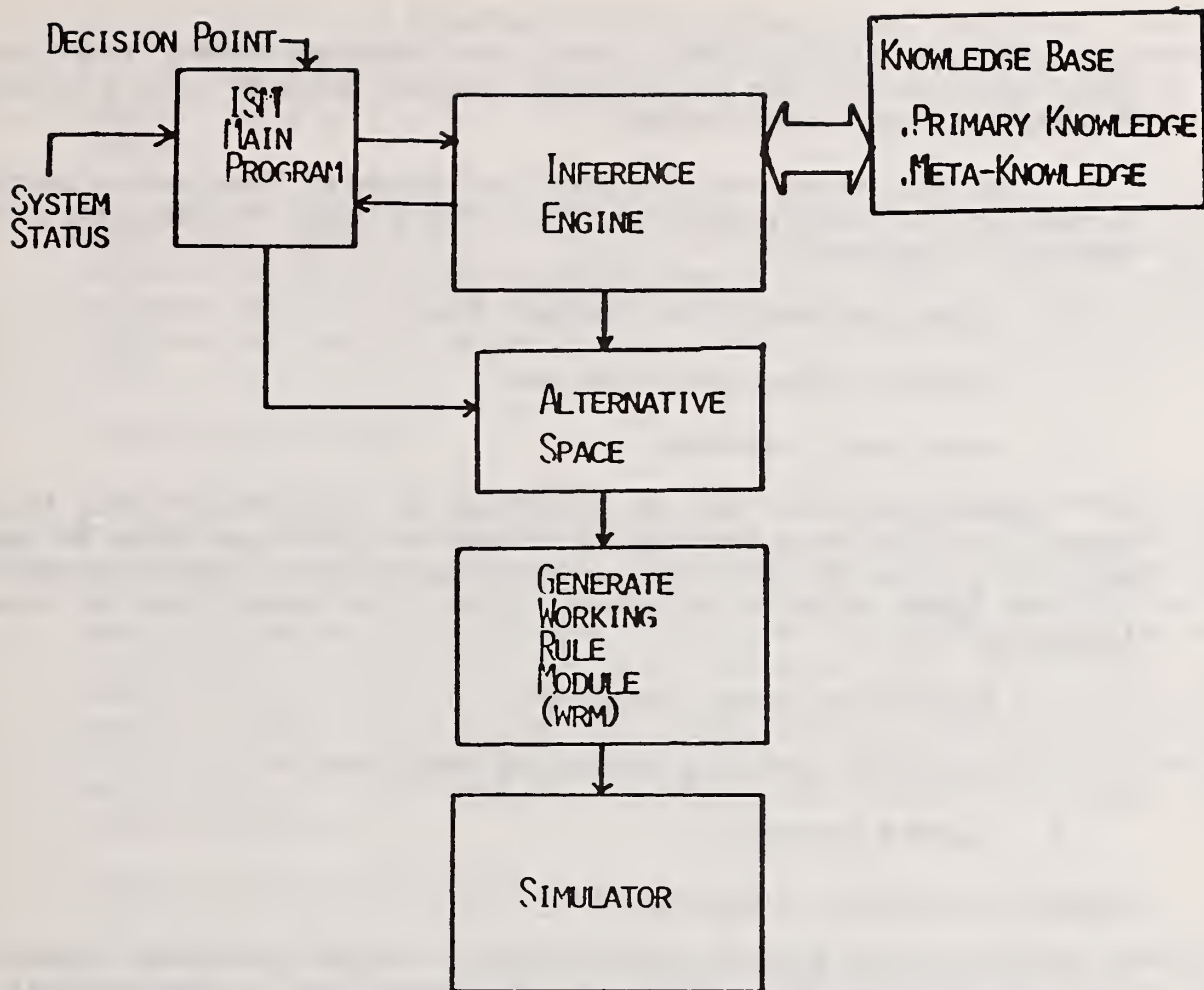 DECISION POINT
ISM
MAIN
PROGRAM
SYSTEM
STATUS
INFERENCE
ENGINE
KNOWLEDGE BASE
.PRIMARY KNOWLEDGE
.META-KNOWLEDGE
ALTERNATIVE
SPACE
GENERATE
WORKING
RULE
MODULE
(WRM)
SIMULATOR